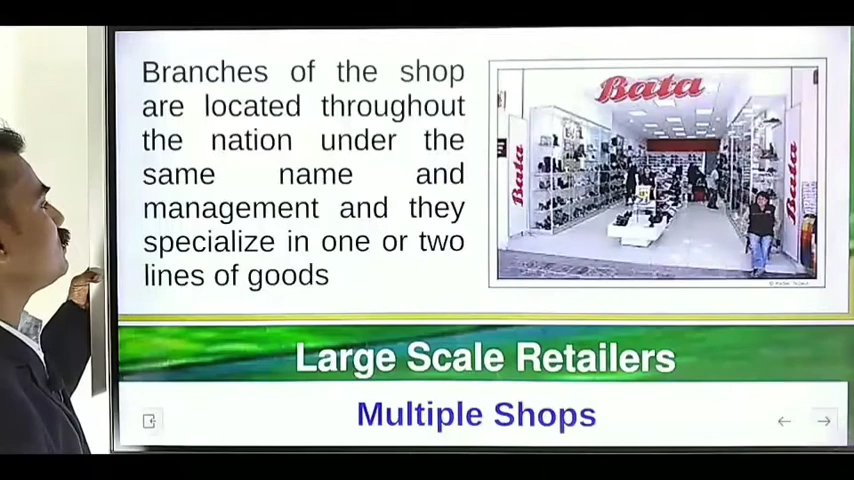 Branches of the shop
are located throughout
the nation under the
same name and
management and they
specialize in one or two
lines of goods
Bata
Bata
Bata
Large Scale Retailers
Multiple Shops